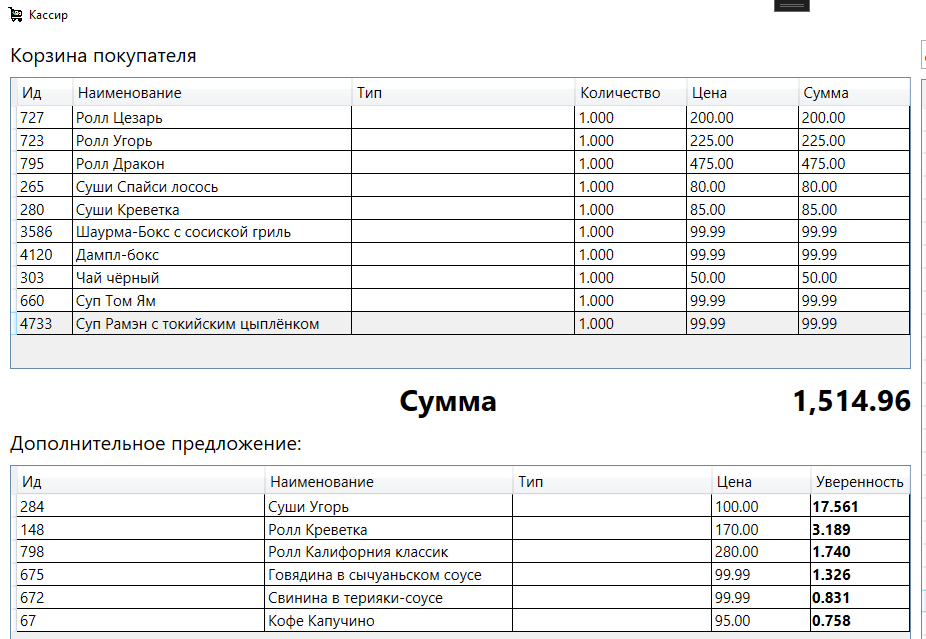 Кассир
Корзина покупателя
Ид Наименование Тип Количество Цена Сумма
727 Ролл Цезарь 1.000 200.00 200.00
723 Ролл Угорь 1.000 225.00 225.00
795 Ролл Дракон 1.000 475.00 475.00
265 Суши Спайси лосось 1.000 80.00 80.00
280 Суши Креветка 1.000 85.00 85.00
3586 Шаурма-Бокс с сосиской гриль 1.000 99.99 99.99
4120 Дампл-бокс 1.000 99.99 99.99
303 Чай чёрный 1.000 50.00 50.00
660 Суп Том Ям 1.000 99.99 99.99
4733 Суп Рамэн с токийским цыплёнком 1.000 99.99 99.99
Сумма 1,514.96
Дополнительное предложение:
Ид Наименование Тип Цена Уверенность
284 Суши Угорь 100.00 17.561
148 Ролл Креветка 170.00 3.189
798 Ролл Калифорния классик 280.00 1.740
675 Говядина в сычуаньском соусе 99.99 1.326
672 Свинина в терияки-соусе 99.99 0.831
67 Кофе Капучино 95.00 0.758